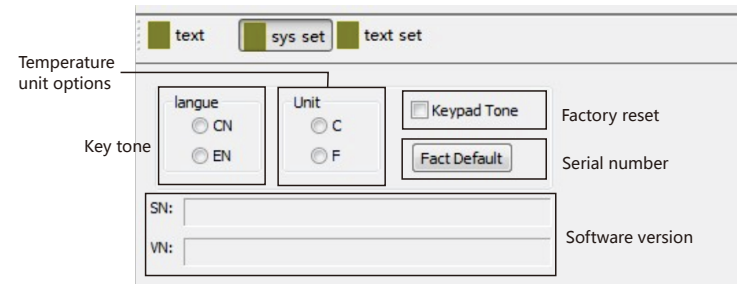 text sys set text set
Temperature
unit options
langue Unit
CN C Keypad Tone Factory reset
Key tone EN F Fact Default Serial number
SN:
VN: Software version